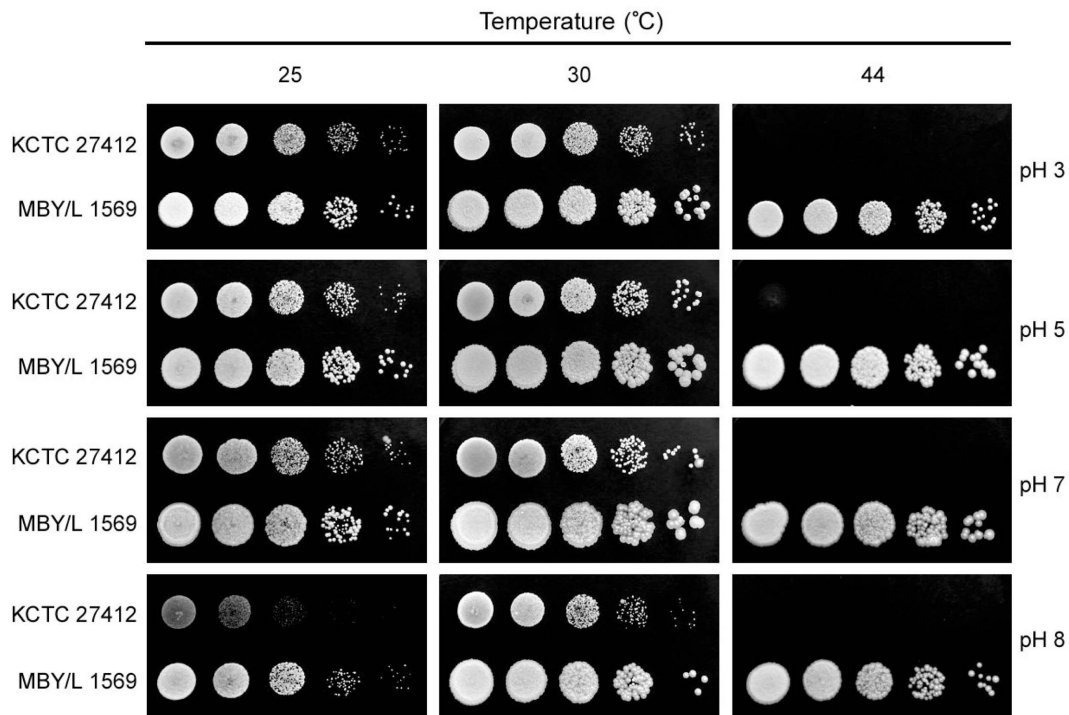 Temperature (℃)
25 30 44
KCTC 27412
MBY/L 1569
pH 3
KCTC 27412
MBY/L 1569
pH 5
KCTC 27412
MBY/L 1569
pH 7
KCTC 27412
MBY/L 1569
pH 8